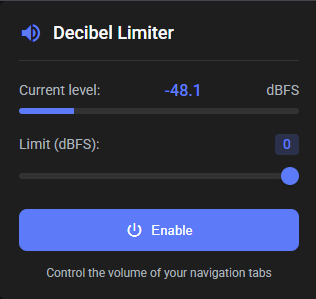 Decibel Limiter
Current level: -48.1 dBFS
Limit (dBFS): 0
Enable
Control the volume of your navigation tabs